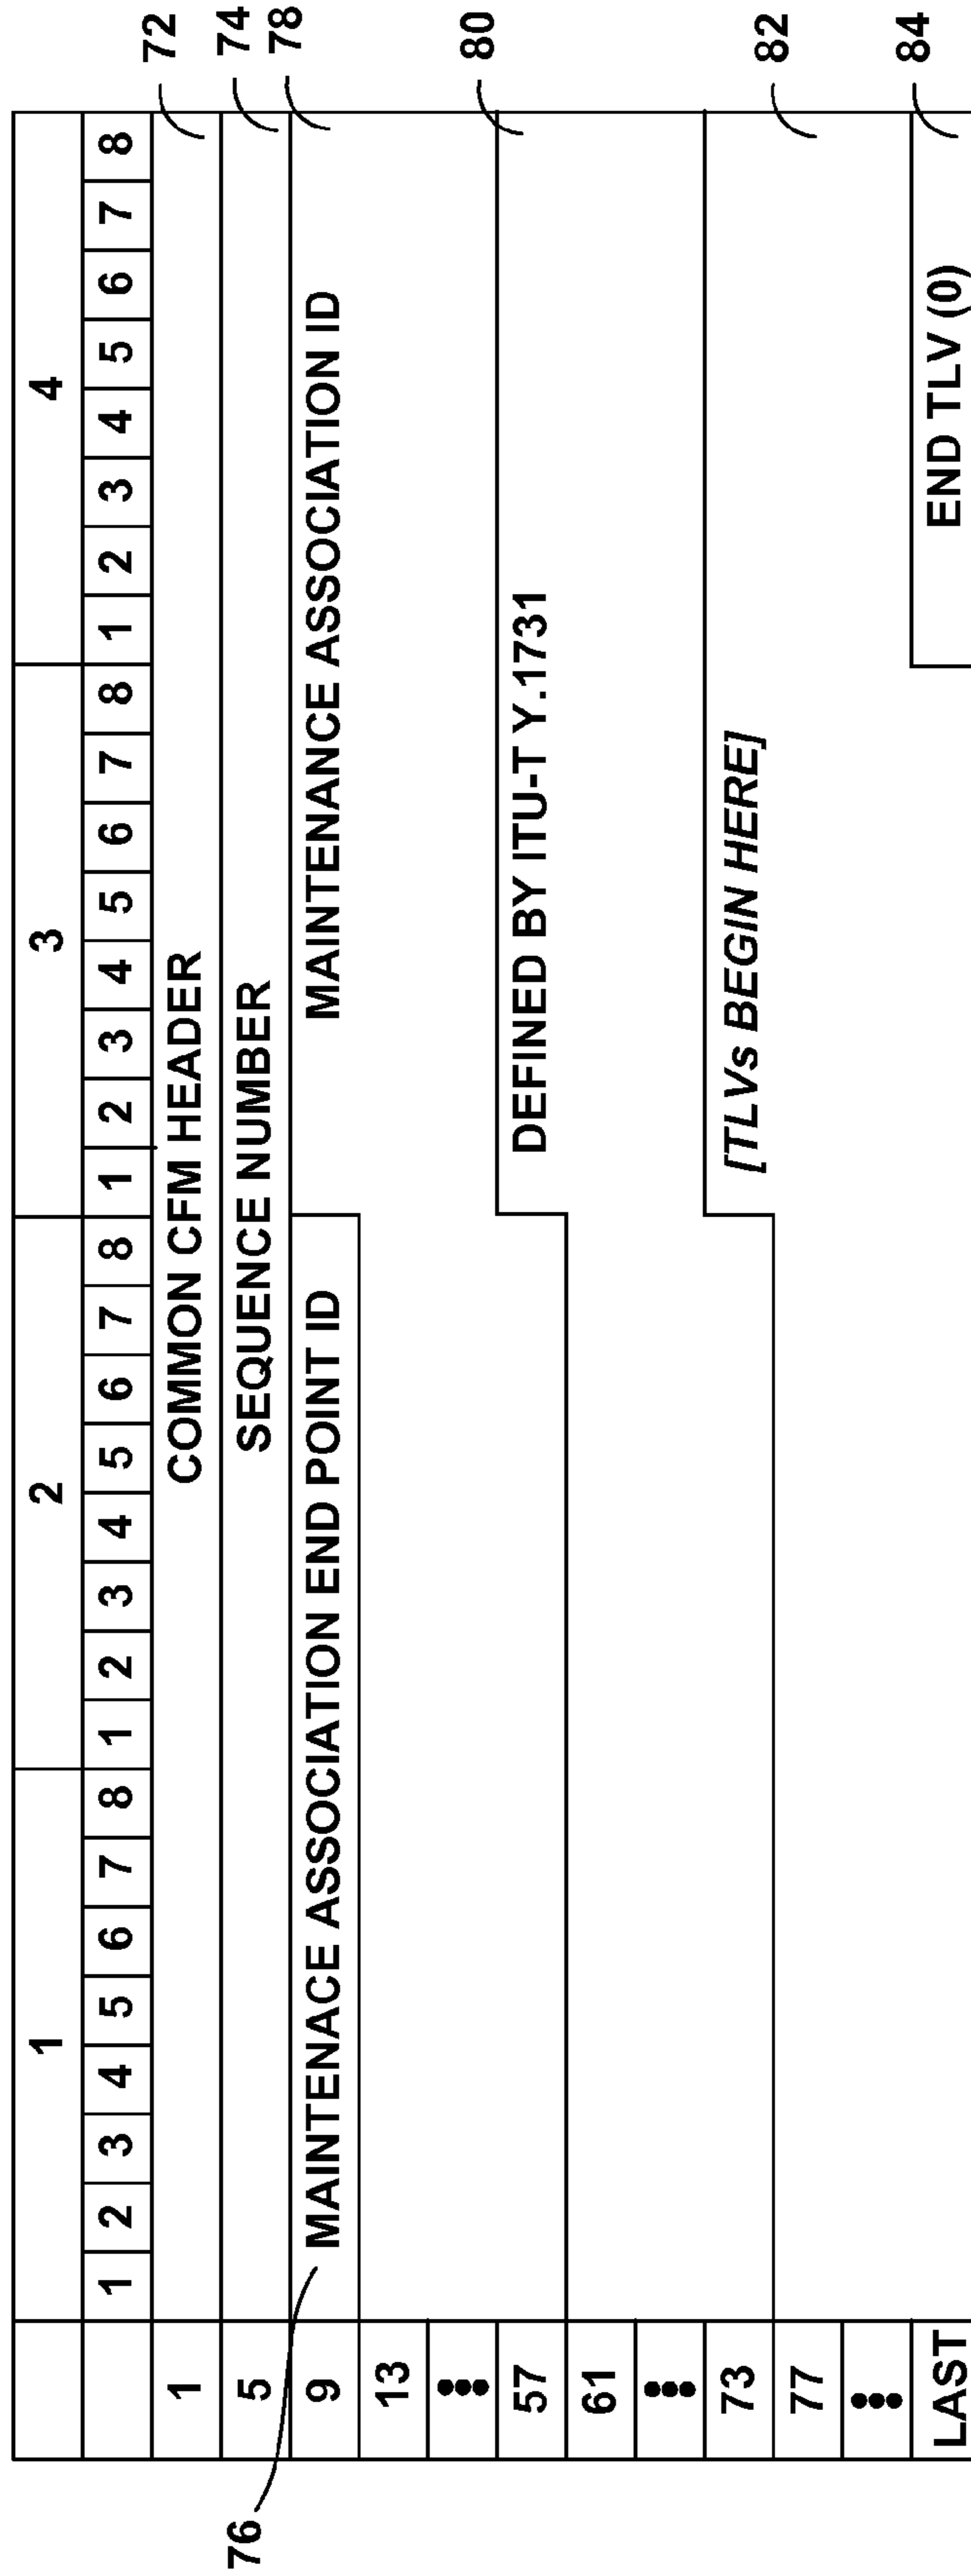 1 2 3 4
1 2 3 4 5 6 7 8 1 2 3 4 5 6 7 8 1 2 3 4 5 6 7 8 1 2 3 4 5 6 7 8
1 COMMON CFM HEADER 72
5 SEQUENCE NUMBER 74
76 9 MAINTENACE ASSOCIATION END POINT ID MAINTENANCE ASSOCIATION ID 78
13
57 DEFINED BY ITU-T Y.1731 80
61
73 [TLVs BEGIN HERE] 82
77
LAST END TLV (0) 84